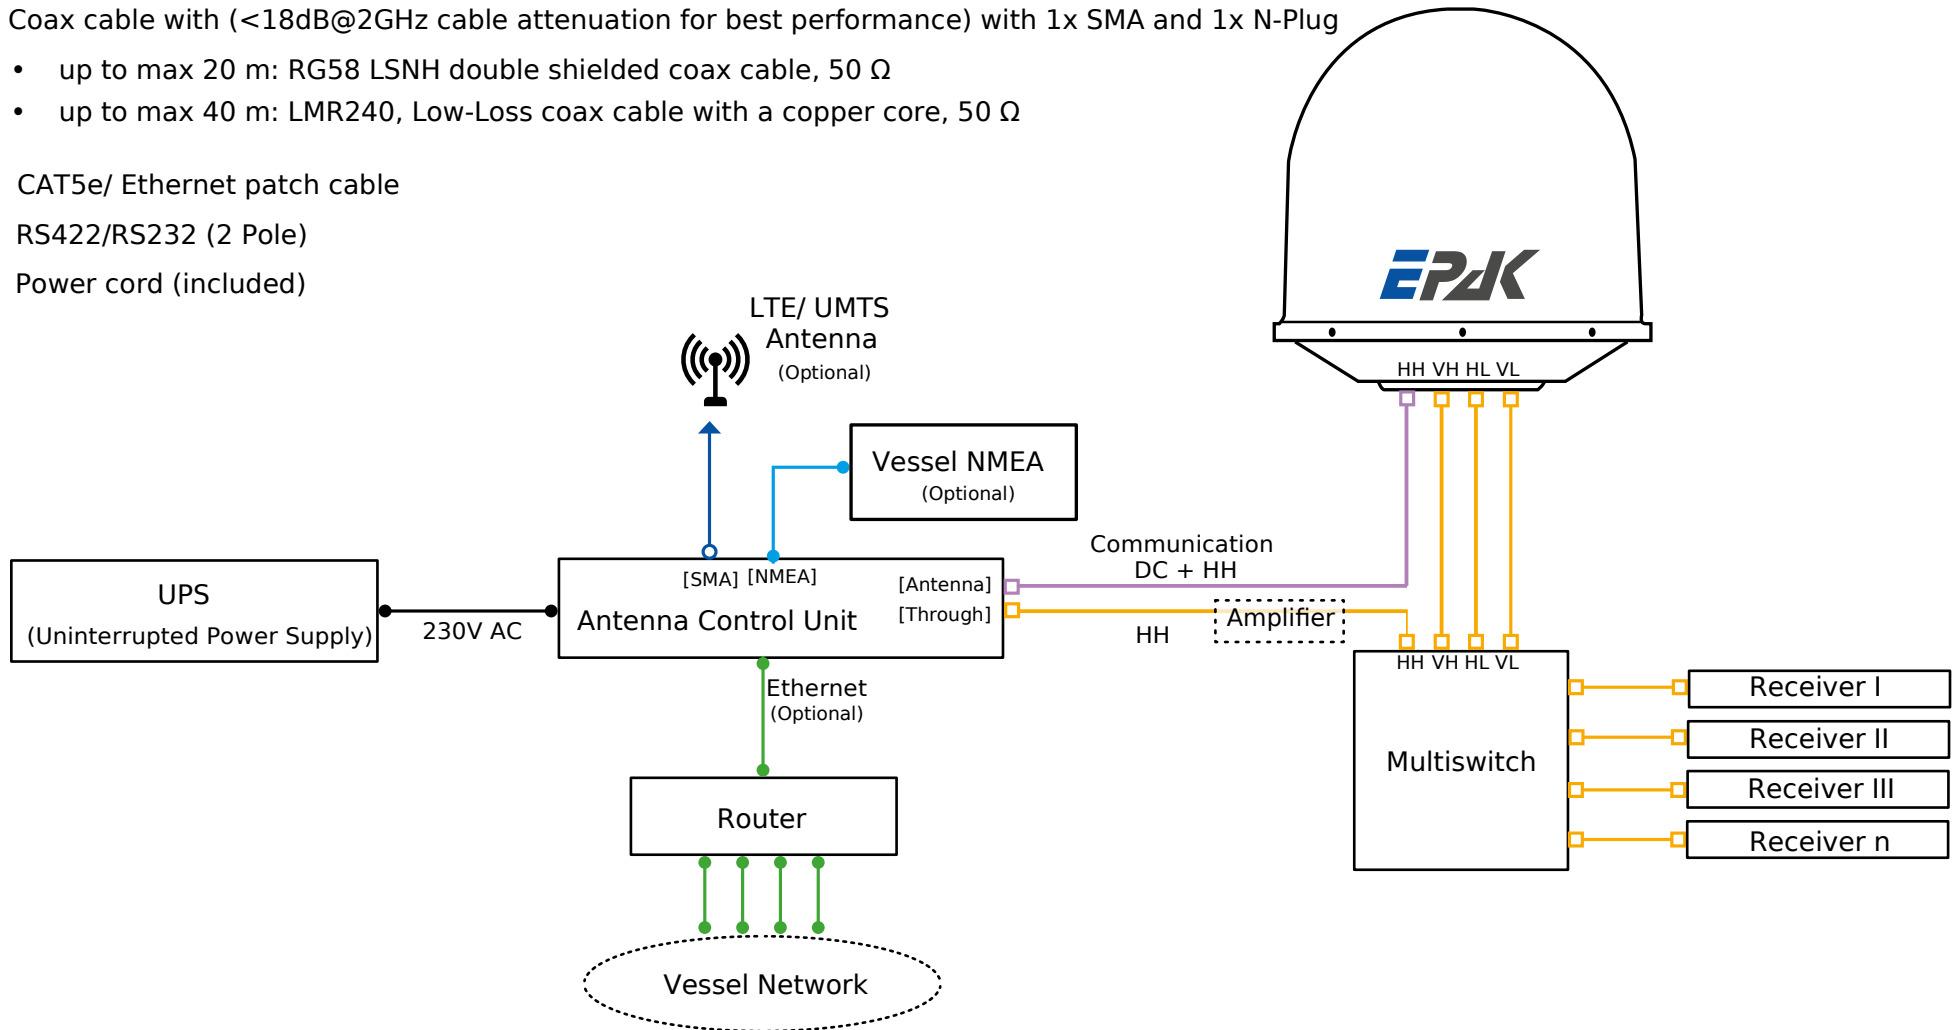 Coax cable with (<18dB@2GHz cable attenuation for best performance) with 1x SMA and 1x N-Plug
• up to max 20 m: RG58 LSNH double shielded coax cable, 50 Ω
• up to max 40 m: LMR240, Low-Loss coax cable with a copper core, 50 Ω
CAT5e/ Ethernet patch cable
RS422/RS232 (2 Pole)
Power cord (included)
LTE/ UMTS
Antenna
(Optional)
EPAK
HH VH HL VL
Vessel NMEA
(Optional)
Communication
DC + HH
UPS
(Uninterrupted Power Supply)
230V AC
[SMA] [NMEA]
[Antenna]
[Through]
Antenna Control Unit
HH
Amplifier
HH VH HL VL
Multiswitch
Receiver I
Receiver II
Receiver III
Receiver n
Ethernet
(Optional)
Router
Vessel Network